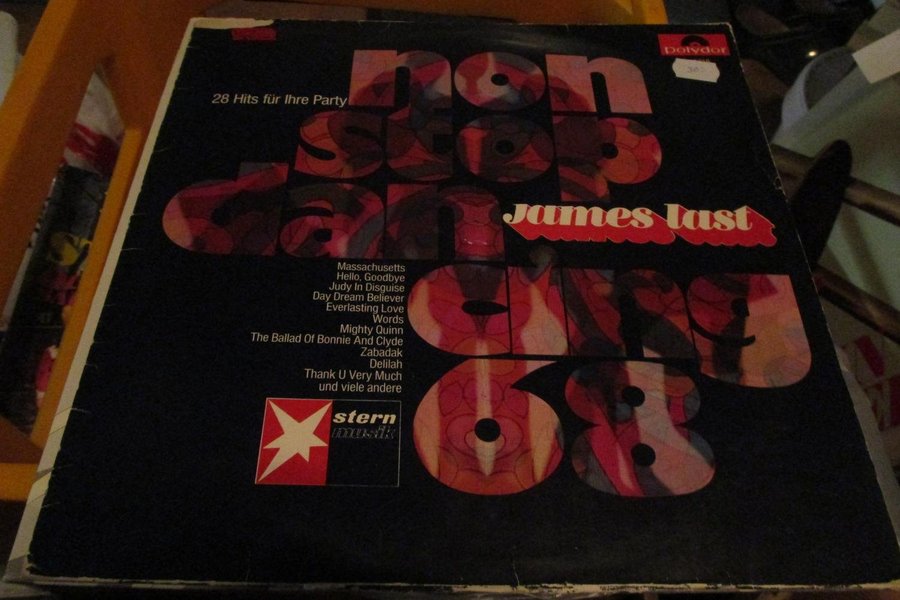 polydor
28 Hits für Ihre Party
non
stop
dan
James Last
cing
68
Massachusetts
Hello, Goodbye
Judy In Disguise
Day Dream Believer
Everlasting Love
Words
Mighty Quinn
The Ballad Of Bonnie And Clyde
Zabadak
Delilah
Thank U Very Much
und viele andere
stern
musik